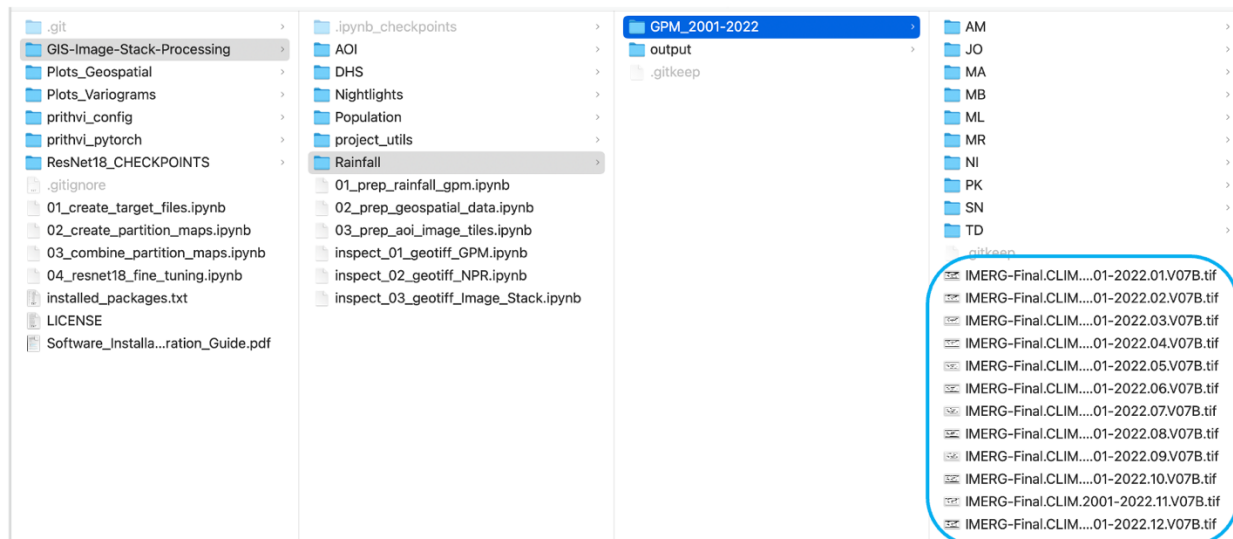 .git
GIS-Image-Stack-Processing
Plots_Geospatial
Plots_Variograms
prithvi_config
prithvi_pytorch
ResNet18_CHECKPOINTS
.gitignore
01_create_target_files.ipynb
02_create_partition_maps.ipynb
03_combine_partition_maps.ipynb
04_resnet18_fine_tuning.ipynb
installed_packages.txt
LICENSE
Software_Installa...ration_Guide.pdf
.ipynb_checkpoints
AOI
DHS
Nightlights
Population
project_utils
Rainfall
01_prep_rainfall_gpm.ipynb
02_prep_geospatial_data.ipynb
03_prep_aoi_image_tiles.ipynb
inspect_01_geotiff_GPM.ipynb
inspect_02_geotiff_NPR.ipynb
inspect_03_geotiff_Image_Stack.ipynb
GPM_2001-2022
output
.gitkeep
AM
JO
MA
MB
ML
MR
NI
PK
SN
TD
.gitkeep
IMERG-Final.CLIM....01-2022.01.V07B.tif
IMERG-Final.CLIM....01-2022.02.V07B.tif
IMERG-Final.CLIM....01-2022.03.V07B.tif
IMERG-Final.CLIM....01-2022.04.V07B.tif
IMERG-Final.CLIM....01-2022.05.V07B.tif
IMERG-Final.CLIM....01-2022.06.V07B.tif
IMERG-Final.CLIM....01-2022.07.V07B.tif
IMERG-Final.CLIM....01-2022.08.V07B.tif
IMERG-Final.CLIM....01-2022.09.V07B.tif
IMERG-Final.CLIM....01-2022.10.V07B.tif
IMERG-Final.CLIM.2001-2022.11.V07B.tif
IMERG-Final.CLIM....01-2022.12.V07B.tif